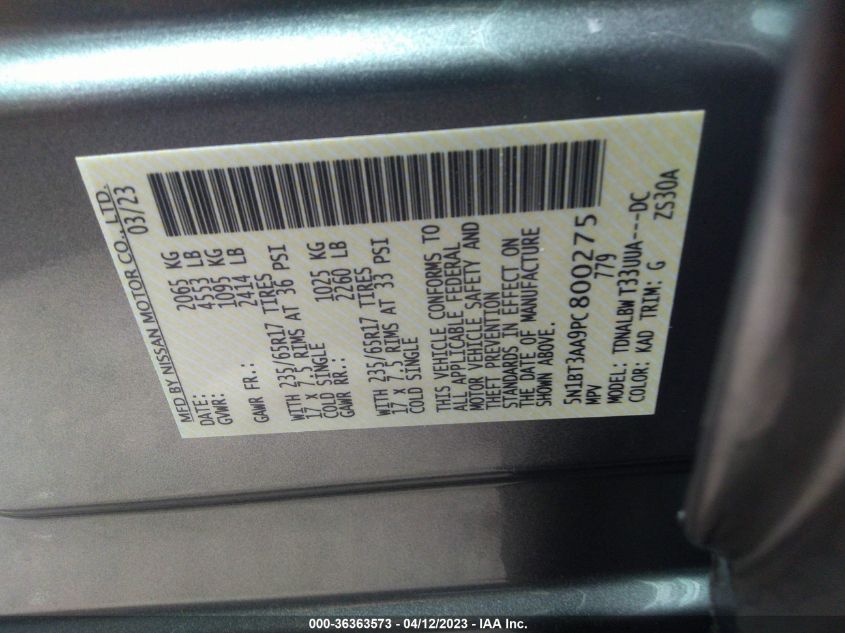 MFD BY NISSAN MOTOR CO., LTD.
DATE: 03/23
GVWR: 2065 KG
4553 LB
1095 KG
GAWR FR.: 2414 LB
WITH 235/65R17 TIRES
17 x 7.5 RIMS AT 36 PSI
COLD SINGLE 1025 KG
GAWR RR.: 2260 LB
WITH 235/65R17 TIRES
17 x 7.5 RIMS AT 33 PSI
COLD SINGLE
THIS VEHICLE CONFORMS TO
ALL APPLICABLE FEDERAL
MOTOR VEHICLE SAFETY AND
THEFT PREVENTION
STANDARDS IN EFFECT ON
THE DATE OF MANUFACTURE
SHOWN ABOVE.
5N1BT3AA9PC800275
MPV 779
MODEL: TDNALBW T33UUA---DC
COLOR: KAD TRIM: G ZS30A
000-36363573 - 04/12/2023 - IAA Inc.